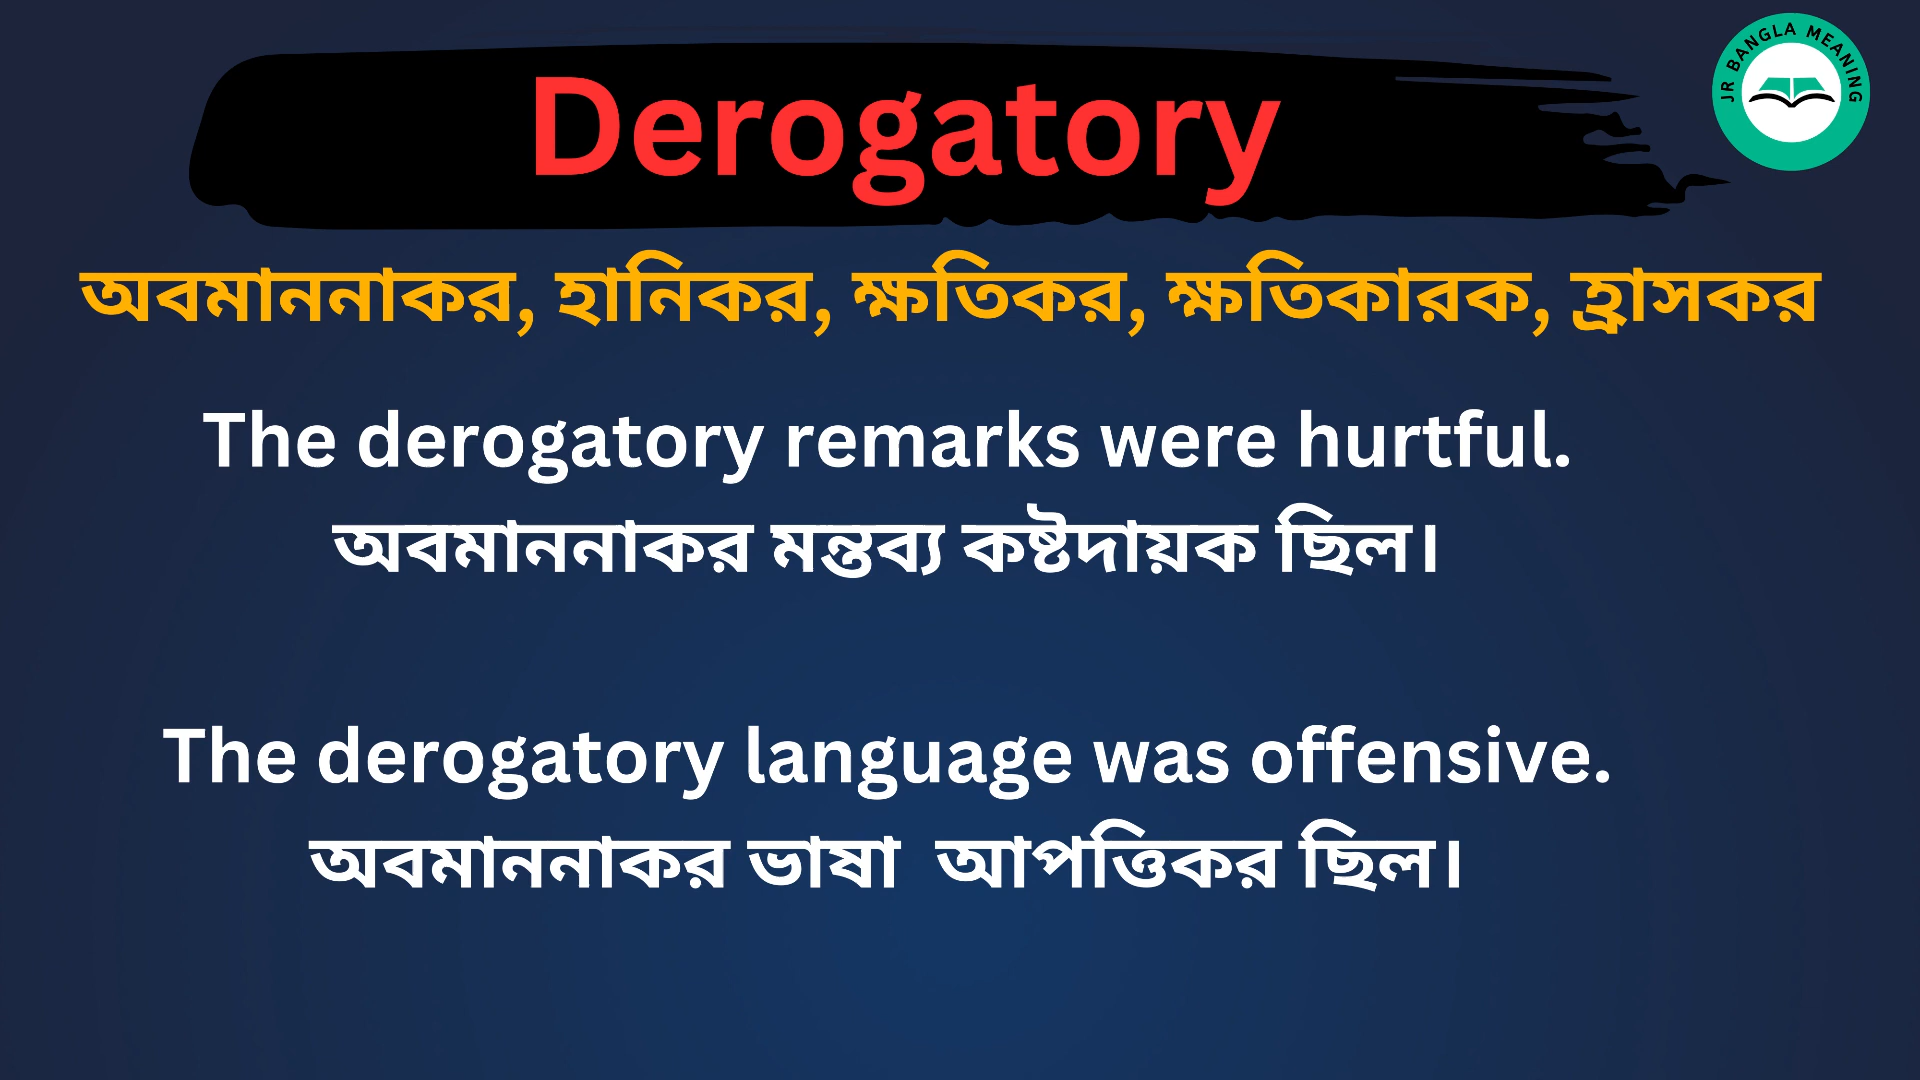 Derogatory
JR BANGLA MEANING
অবমাননাকর, হানিকর, ক্ষতিকর, ক্ষতিকারক, হ্রাসকর
The derogatory remarks were hurtful.
অবমাননাকর মন্তব্য কষ্টদায়ক ছিল।
The derogatory language was offensive.
অবমাননাকর ভাষা আপত্তিকর ছিল।